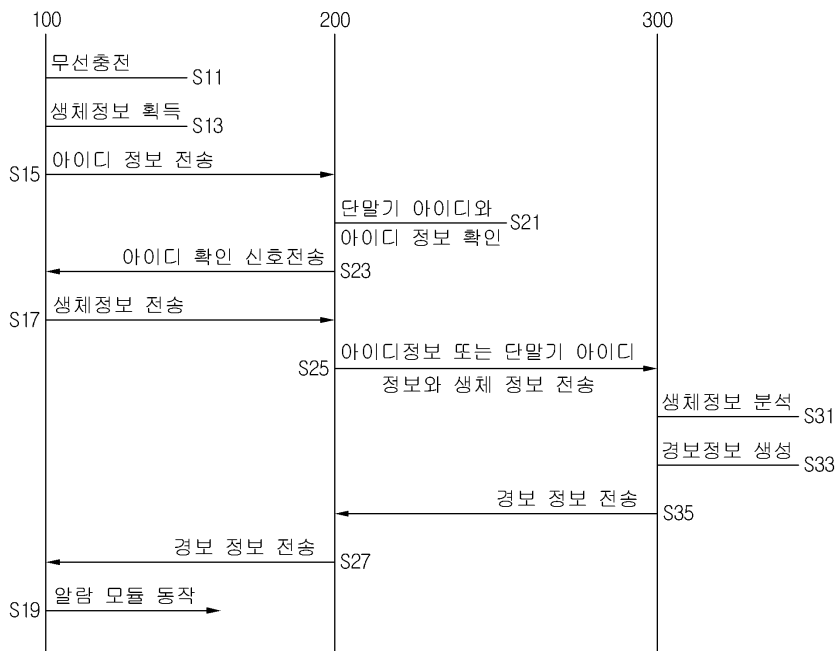 100
200
300
무선충전
S11
생체정보 획득
S13
S15
아이디 정보 전송
단말기 아이디와
S21
아이디 정보 확인
아이디 확인 신호전송
S23
S17
생체정보 전송
S25
아이디정보 또는 단말기 아이디
정보와 생체 정보 전송
생체정보 분석
S31
경보정보 생성
S33
경보 정보 전송
S35
경보 정보 전송
S27
S19
알람 모듈 동작